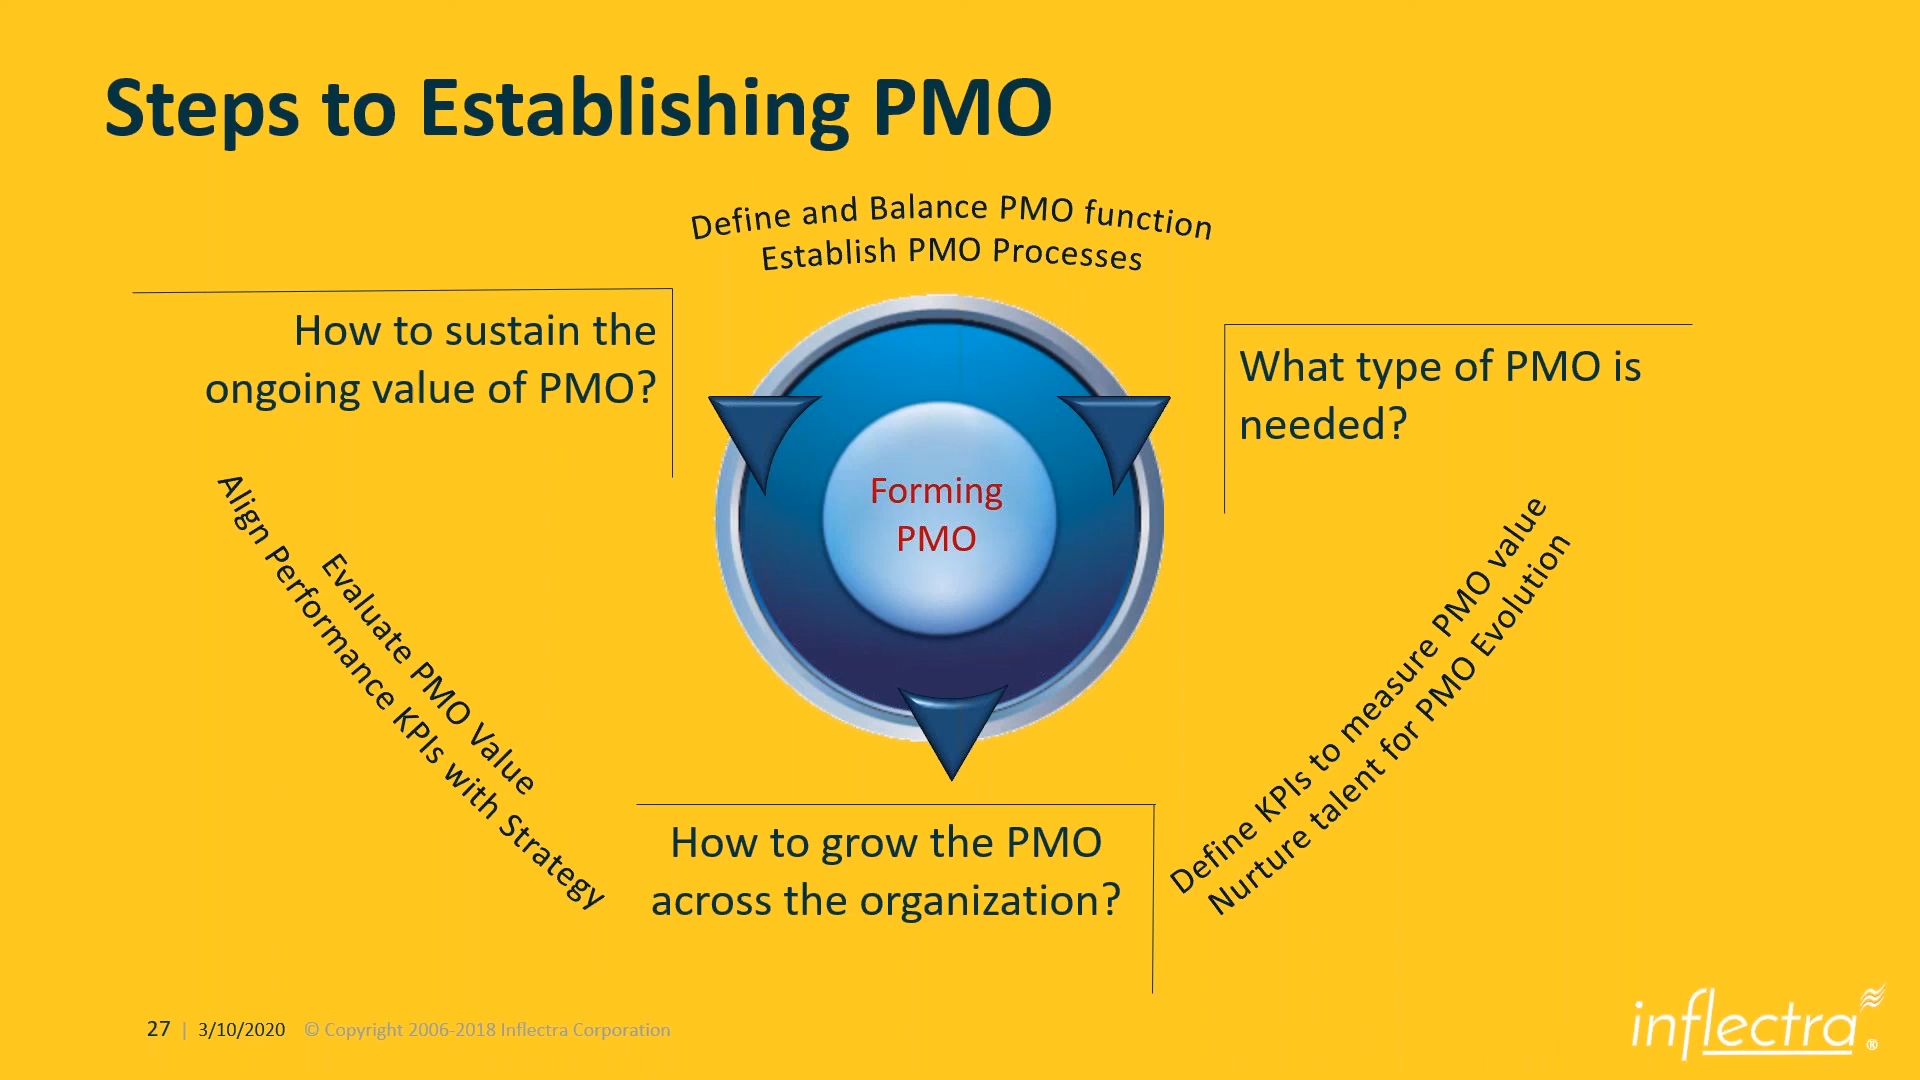 Steps to Establishing PMO
Define and Balance PMO function
Establish PMO Processes
How to sustain the
ongoing value of PMO?
What type of PMO is
needed?
Forming
PMO
Evaluate PMO Value
Align Performance KPIs with Strategy
Define KPIs to measure PMO value
Nurture talent for PMO Evolution
How to grow the PMO
across the organization?
27 | 3/10/2020 © Copyright 2006-2018 Inflectra Corporation
inflectra®